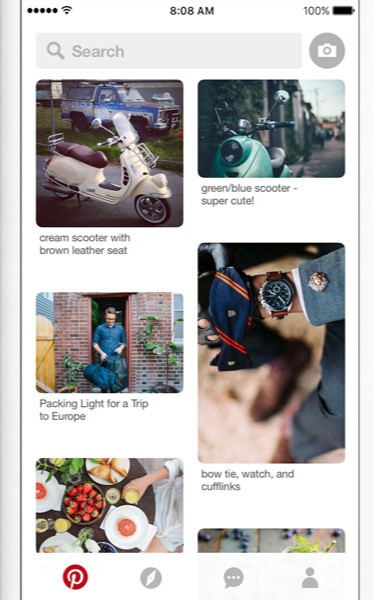 8:08 AM
100%
Search
cream scooter with
brown leather seat
green/blue scooter -
super cute!
Packing Light for a Trip
to Europe
bow tie, watch, and
cufflinks